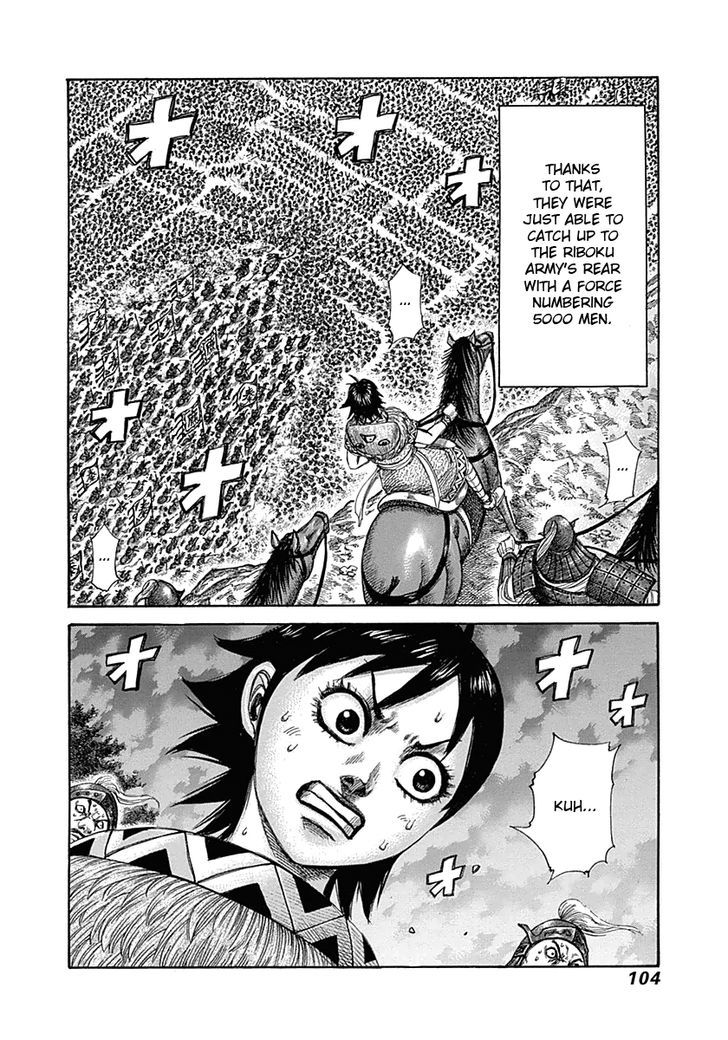 THANKS
TO THAT,
THEY WERE
JUST ABLE TO
CATCH UP TO
THE RIBOKU
ARMY'S REAR
WITH A FORCE
NUMBERING
5000 MEN.
オ
オ
オ
...
...
オ
オ
...
オ
オ
オ
KUH...
オ
104